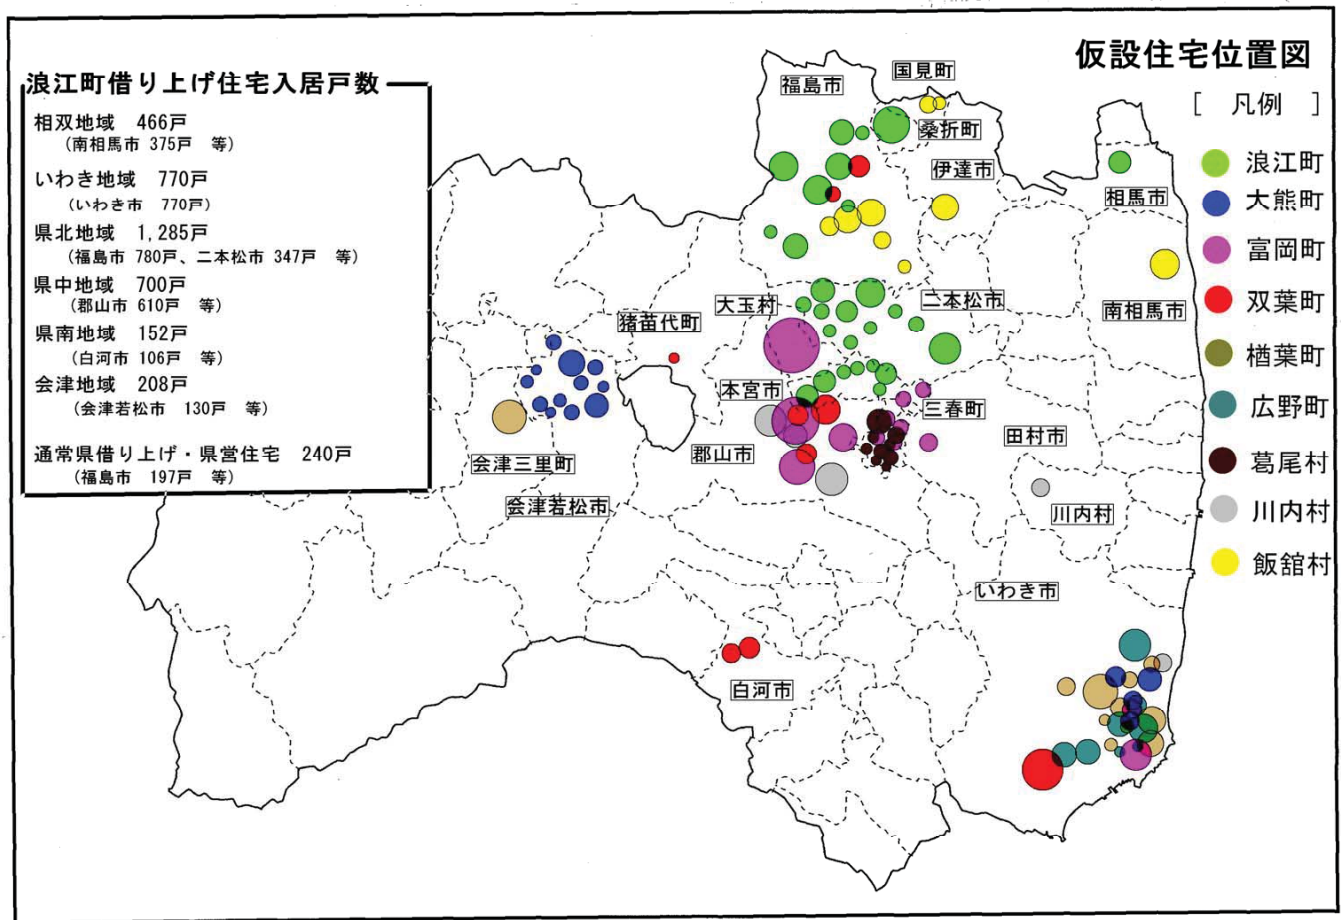 仮設住宅位置図
[ 凡例 ]
浪江町
大熊町
富岡町
双葉町
楢葉町
広野町
葛尾村
川内村
飯舘村
浪江町借り上げ住宅入居戸数
相双地域 466戸
(南相馬市 375戸 等)
いわき地域 770戸
(いわき市 770戸)
県北地域 1,285戸
(福島市 780戸、二本松市 347戸 等)
県中地域 700戸
(郡山市 610戸 等)
県南地域 152戸
(白河市 106戸 等)
会津地域 208戸
(会津若松市 130戸 等)
通常県借り上げ・県営住宅 240戸
(福島市 197戸 等)
国見町
福島市
桑折町
伊達市
相馬市
南相馬市
二本松市
大玉村
猪苗代町
本宮市
三春町
田村市
郡山市
会津三里町
会津若松市
川内村
いわき市
白河市